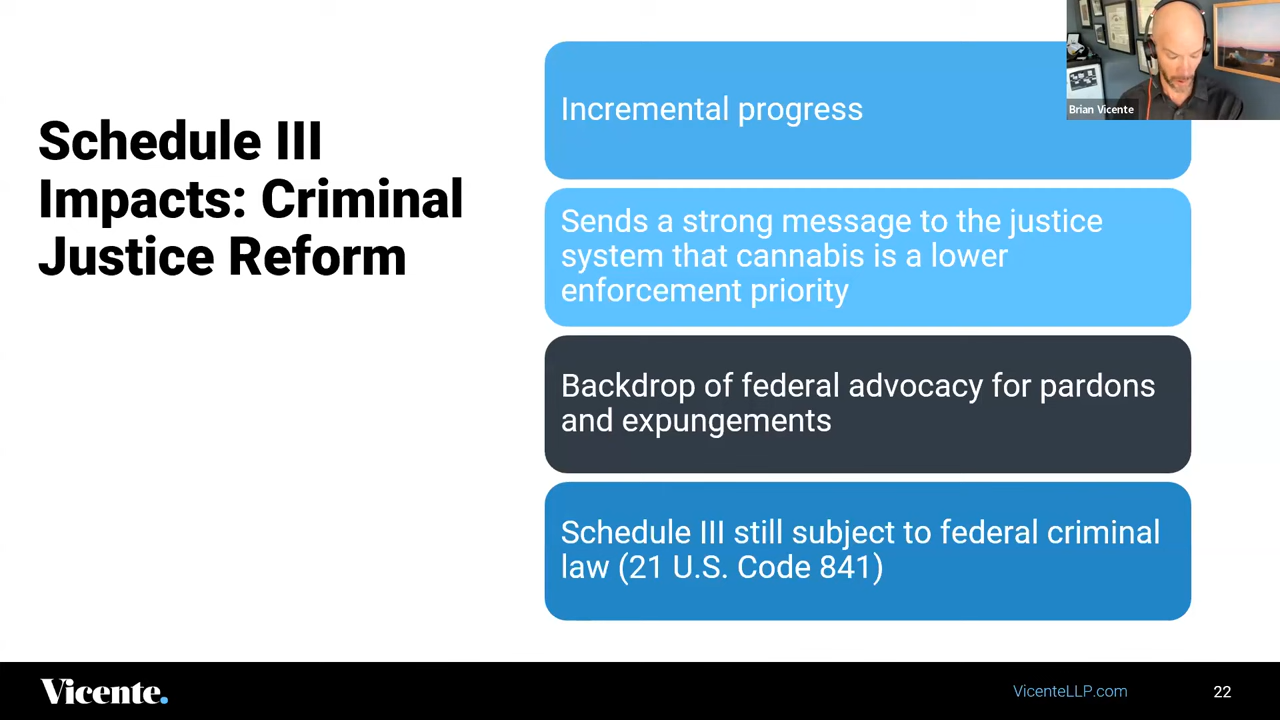 Schedule III
Impacts: Criminal
Justice Reform
Incremental progress
Brian Vicente
Sends a strong message to the justice
system that cannabis is a lower
enforcement priority
Backdrop of federal advocacy for pardons
and expungements
Schedule III still subject to federal criminal
law (21 U.S. Code 841)
Vicente.
VicenteLLP.com
22